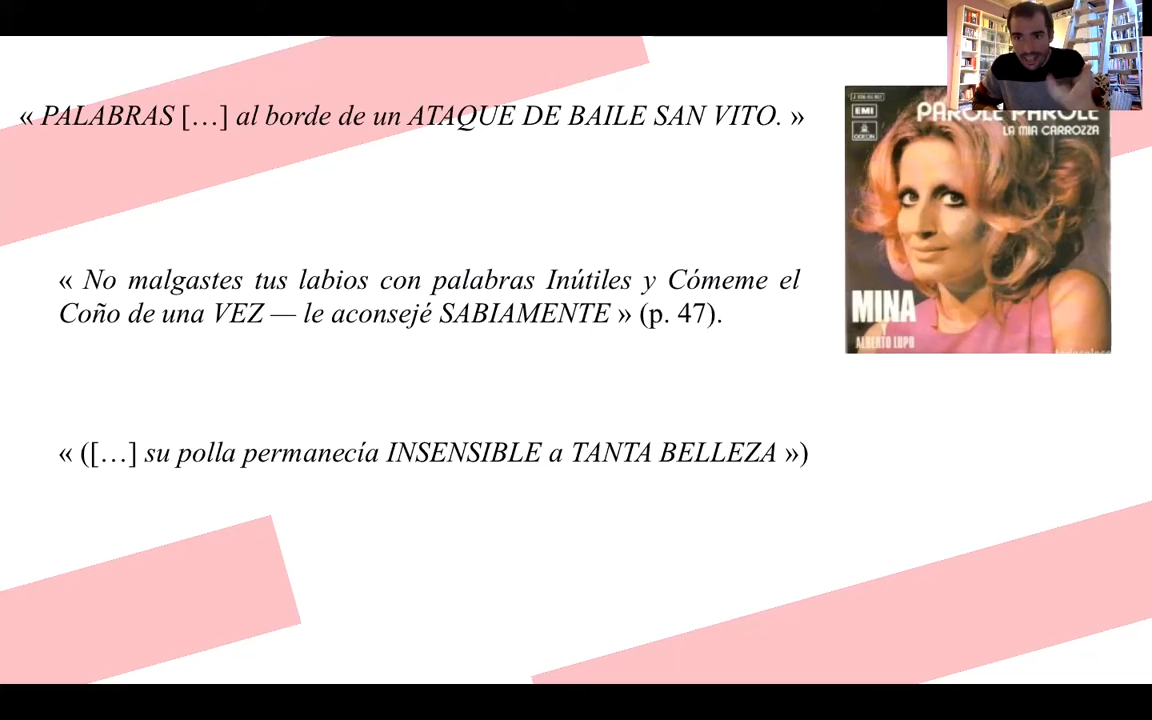 « PALABRAS […] al borde de un ATAQUE DE BAILE SAN VITO. »
« No malgastes tus labios con palabras Inútiles y Cómeme el
Coño de una VEZ — le aconsejé SABIAMENTE » (p. 47).
« ([…] su polla permanecía INSENSIBLE a TANTA BELLEZA »)
EMI
ODEON
PAROLE PAROLE
LA MIA CARROZZA
MINA
Y
ALBERTO LUPO